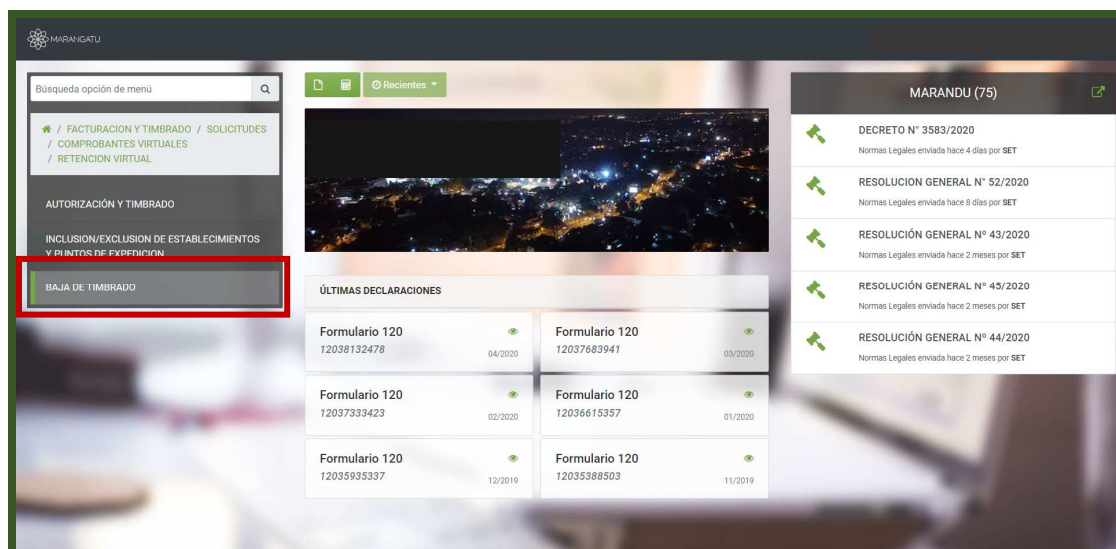 MARANGATU
Búsqueda opción de menú
/ FACTURACION Y TIMBRADO / SOLICITUDES
/ COMPROBANTES VIRTUALES
/ RETENCION VIRTUAL
AUTORIZACIÓN Y TIMBRADO
INCLUSION/EXCLUSION DE ESTABLECIMIENTOS
Y PUNTOS DE EXPEDICION
BAJA DE TIMBRADO
Recientes
ÚLTIMAS DECLARACIONES
Formulario 120
12038132478
04/2020
Formulario 120
12037683941
03/2020
Formulario 120
12037333423
02/2020
Formulario 120
12036615357
01/2020
Formulario 120
12035935337
12/2019
Formulario 120
12035388503
11/2019
MARANDU (75)
DECRETO N° 3583/2020
Normas Legales enviada hace 4 días por SET
RESOLUCION GENERAL N° 52/2020
Normas Legales enviada hace 8 días por SET
RESOLUCIÓN GENERAL Nº 43/2020
Normas Legales enviada hace 2 meses por SET
RESOLUCIÓN GENERAL Nº 45/2020
Normas Legales enviada hace 2 meses por SET
RESOLUCIÓN GENERAL Nº 44/2020
Normas Legales enviada hace 2 meses por SET